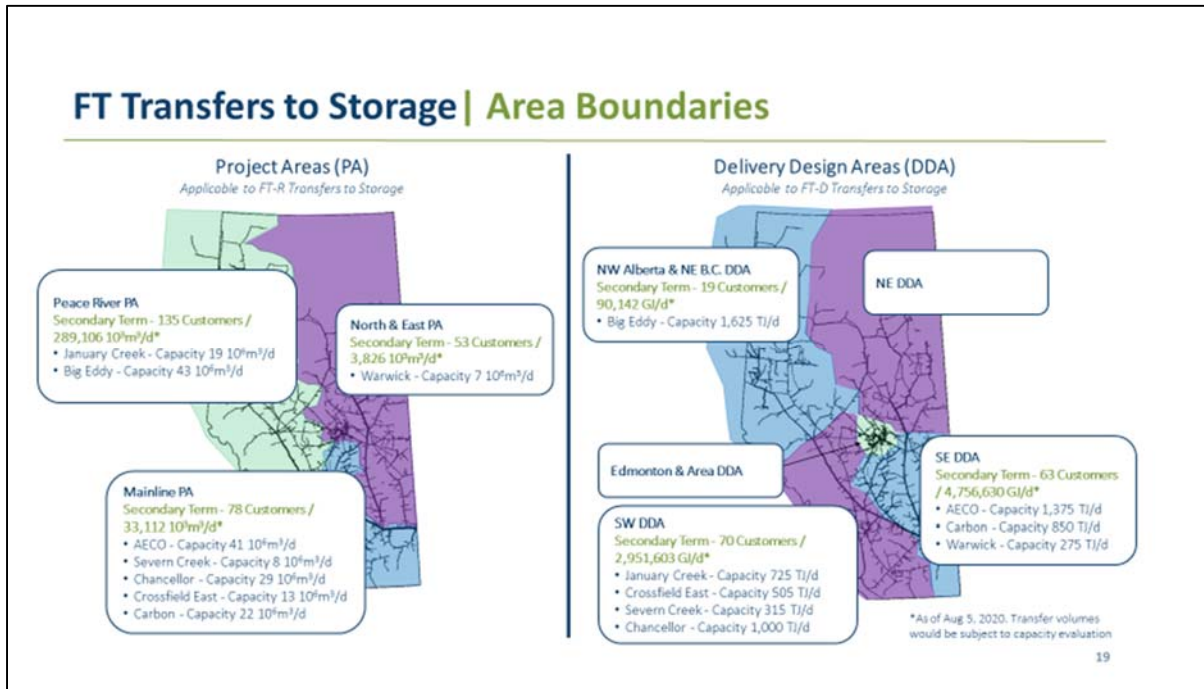 FT Transfers to Storage| Area Boundaries
Project Areas (PA)
Applicable to FT-R Transfers to Storage
Peace River PA
Secondary Term - 135 Customers /
289,106 10³m³/d*
• January Creek - Capacity 19 10⁶m³/d
• Big Eddy - Capacity 43 10⁶m³/d
North & East PA
Secondary Term - 53 Customers /
3,826 10³m³/d*
• Warwick - Capacity 7 10⁶m³/d
Mainline PA
Secondary Term - 78 Customers /
33,112 10³m³/d*
• AECO - Capacity 41 10⁶m³/d
• Severn Creek - Capacity 8 10⁶m³/d
• Chancellor - Capacity 29 10⁶m³/d
• Crossfield East - Capacity 13 10⁶m³/d
• Carbon - Capacity 22 10⁶m³/d
Delivery Design Areas (DDA)
Applicable to FT-D Transfers to Storage
NW Alberta & NE B.C. DDA
Secondary Term - 19 Customers /
90,142 GJ/d*
• Big Eddy - Capacity 1,625 TJ/d
NE DDA
Edmonton & Area DDA
SW DDA
Secondary Term - 70 Customers /
2,951,603 GJ/d*
• January Creek - Capacity 725 TJ/d
• Crossfield East - Capacity 505 TJ/d
• Severn Creek - Capacity 315 TJ/d
• Chancellor - Capacity 1,000 TJ/d
SE DDA
Secondary Term - 63 Customers
/ 4,756,630 GJ/d*
• AECO - Capacity 1,375 TJ/d
• Carbon - Capacity 850 TJ/d
• Warwick - Capacity 275 TJ/d
*As of Aug 5, 2020. Transfer volumes
would be subject to capacity evaluation
19